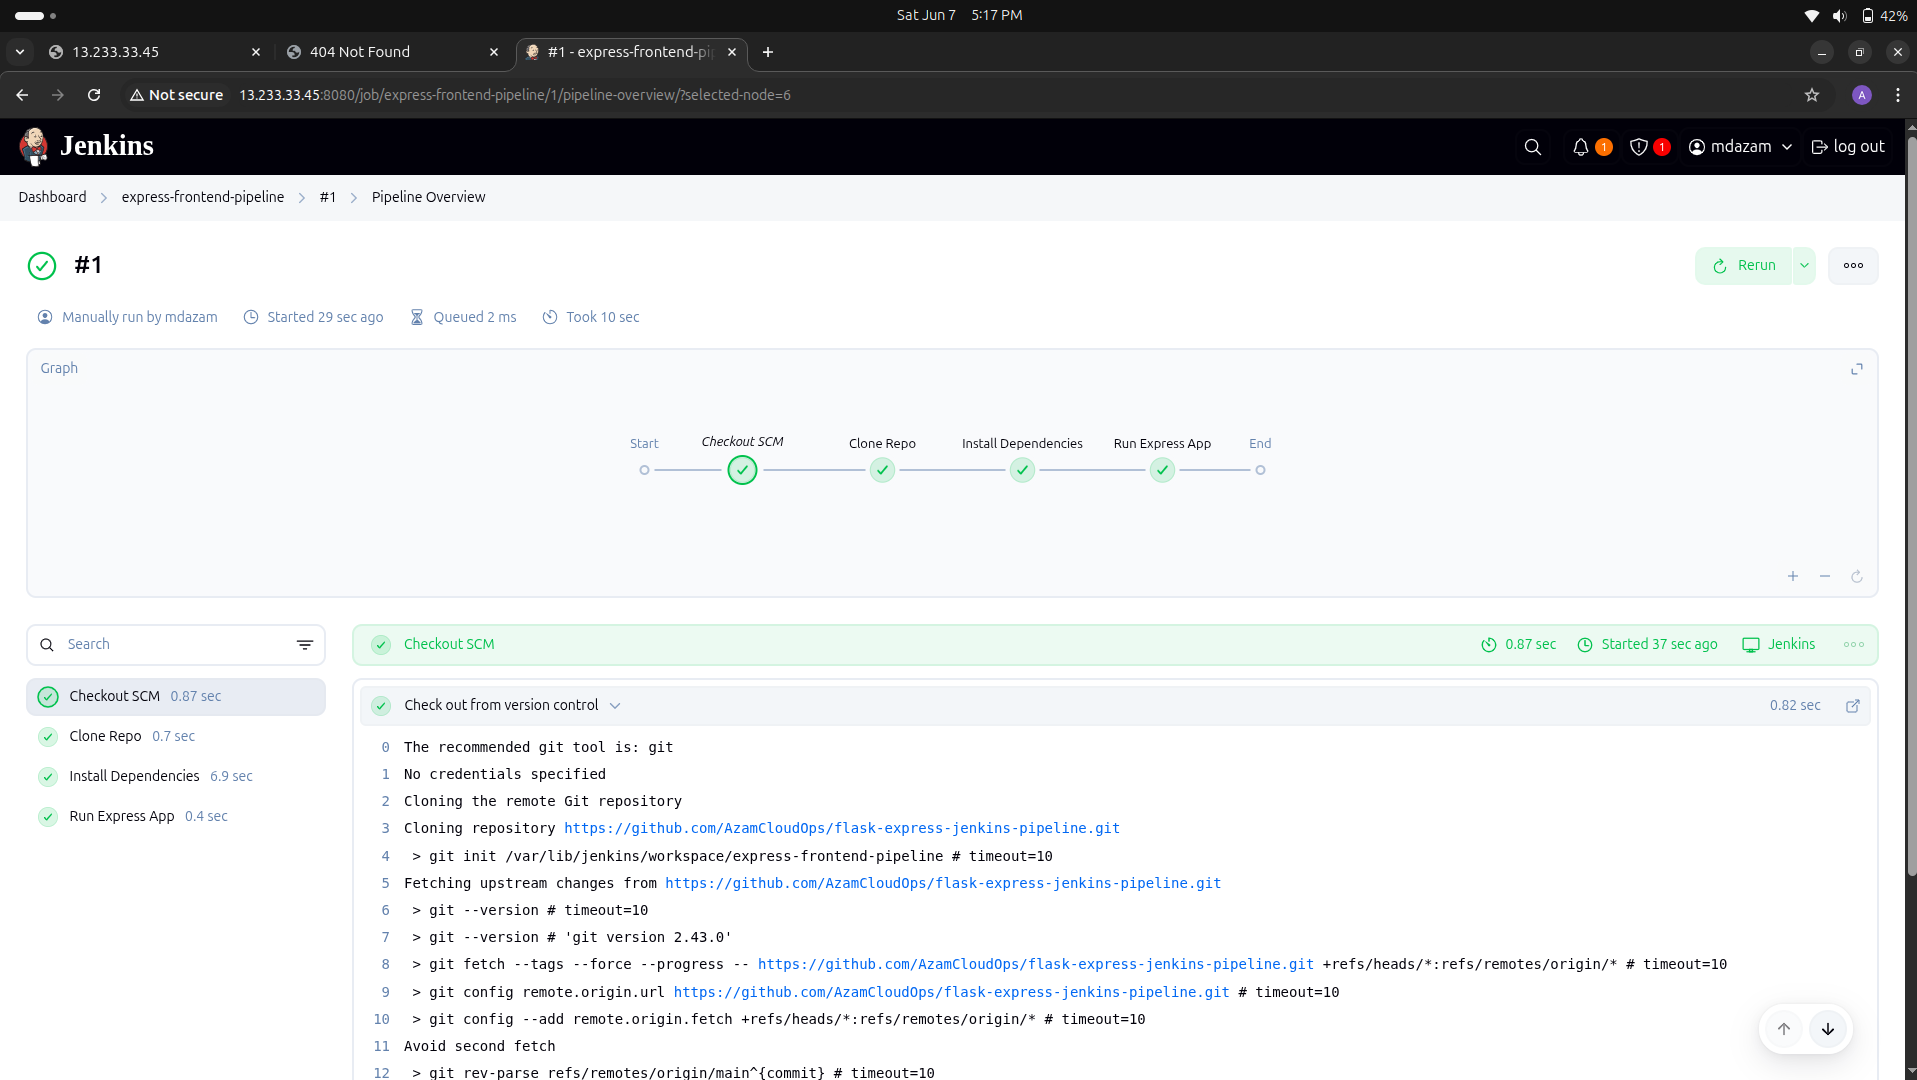 Sat Jun 7 5:17 PM
42%
13.233.33.45
404 Not Found
#1 - express-frontend-pi
Not secure 13.233.33.45:8080/job/express-frontend-pipeline/1/pipeline-overview/?selected-node=6
A
Jenkins
1
1
mdazam
log out
Dashboard
express-frontend-pipeline
#1
Pipeline Overview
#1
Rerun
Manually run by mdazam
Started 29 sec ago
Queued 2 ms
Took 10 sec
Graph
Start
Checkout SCM
Clone Repo
Install Dependencies
Run Express App
End
Search
Checkout SCM 0.87 sec
Clone Repo 0.7 sec
Install Dependencies 6.9 sec
Run Express App 0.4 sec
Checkout SCM
0.87 sec
Started 37 sec ago
Jenkins
Check out from version control
0.82 sec
0 The recommended git tool is: git
1 No credentials specified
2 Cloning the remote Git repository
3 Cloning repository https://github.com/AzamCloudOps/flask-express-jenkins-pipeline.git
4 > git init /var/lib/jenkins/workspace/express-frontend-pipeline # timeout=10
5 Fetching upstream changes from https://github.com/AzamCloudOps/flask-express-jenkins-pipeline.git
6 > git --version # timeout=10
7 > git --version # 'git version 2.43.0'
8 > git fetch --tags --force --progress -- https://github.com/AzamCloudOps/flask-express-jenkins-pipeline.git +refs/heads/*:refs/remotes/origin/* # timeout=10
9 > git config remote.origin.url https://github.com/AzamCloudOps/flask-express-jenkins-pipeline.git # timeout=10
10 > git config --add remote.origin.fetch +refs/heads/*:refs/remotes/origin/* # timeout=10
11 Avoid second fetch
12 > git rev-parse refs/remotes/origin/main^{commit} # timeout=10